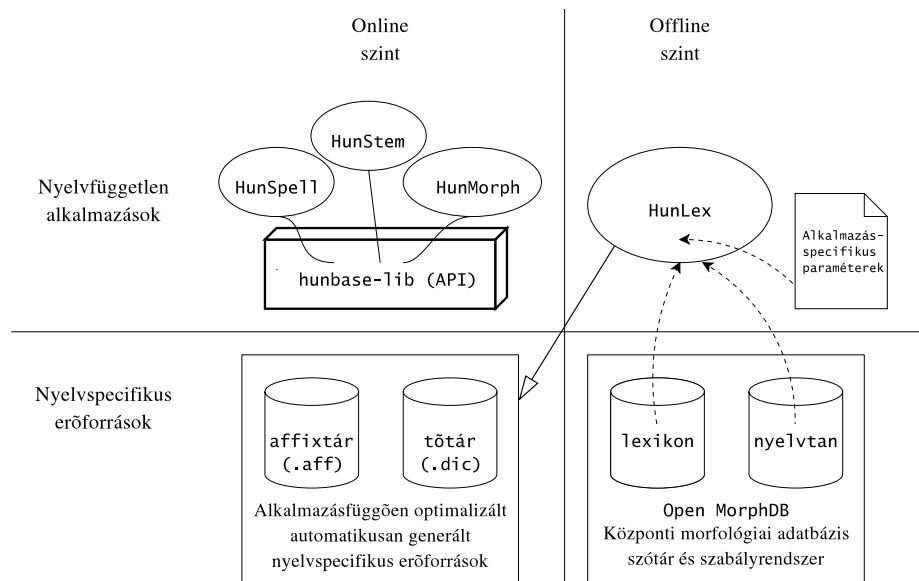 Online
szint
Offline
szint
Nyelvfüggetlen
alkalmazások
HunStem
HunSpell
HunMorph
hunbase-lib (API)
HunLex
Alkalmazás-
specifikus
paraméterek
Nyelvspecifikus
erõforrások
affixtár
(.aff)
tõtár
(.dic)
Alkalmazásfüggõen optimalizált
automatikusan generált
nyelvspecifikus erõforrások
lexikon
nyelvtan
Open MorphDB
Központi morfológiai adatbázis
szótár és szabályrendszer